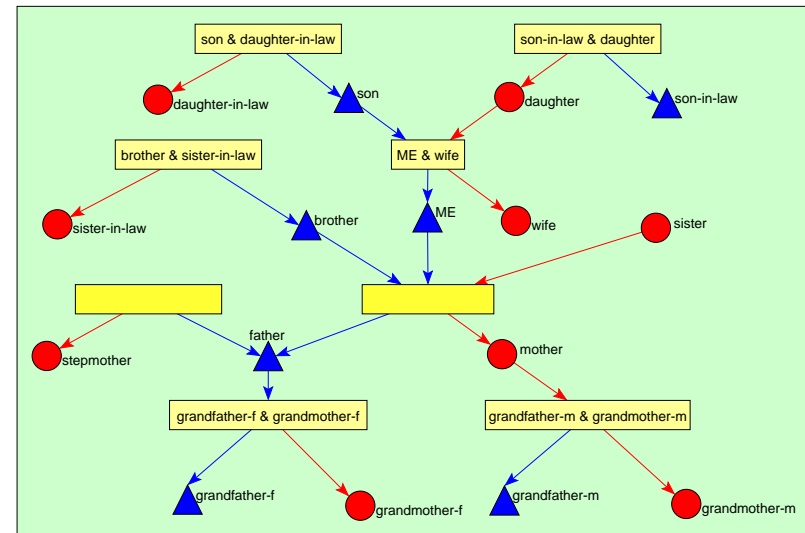 son & daughter-in-law
son-in-law & daughter
son
daughter-in-law
daughter
son-in-law
brother & sister-in-law
ME & wife
brother
ME
sister-in-law
wife
sister
father
stepmother
mother
grandfather-f & grandmother-f
grandfather-m & grandmother-m
grandfather-f
grandmother-f
grandfather-m
grandmother-m